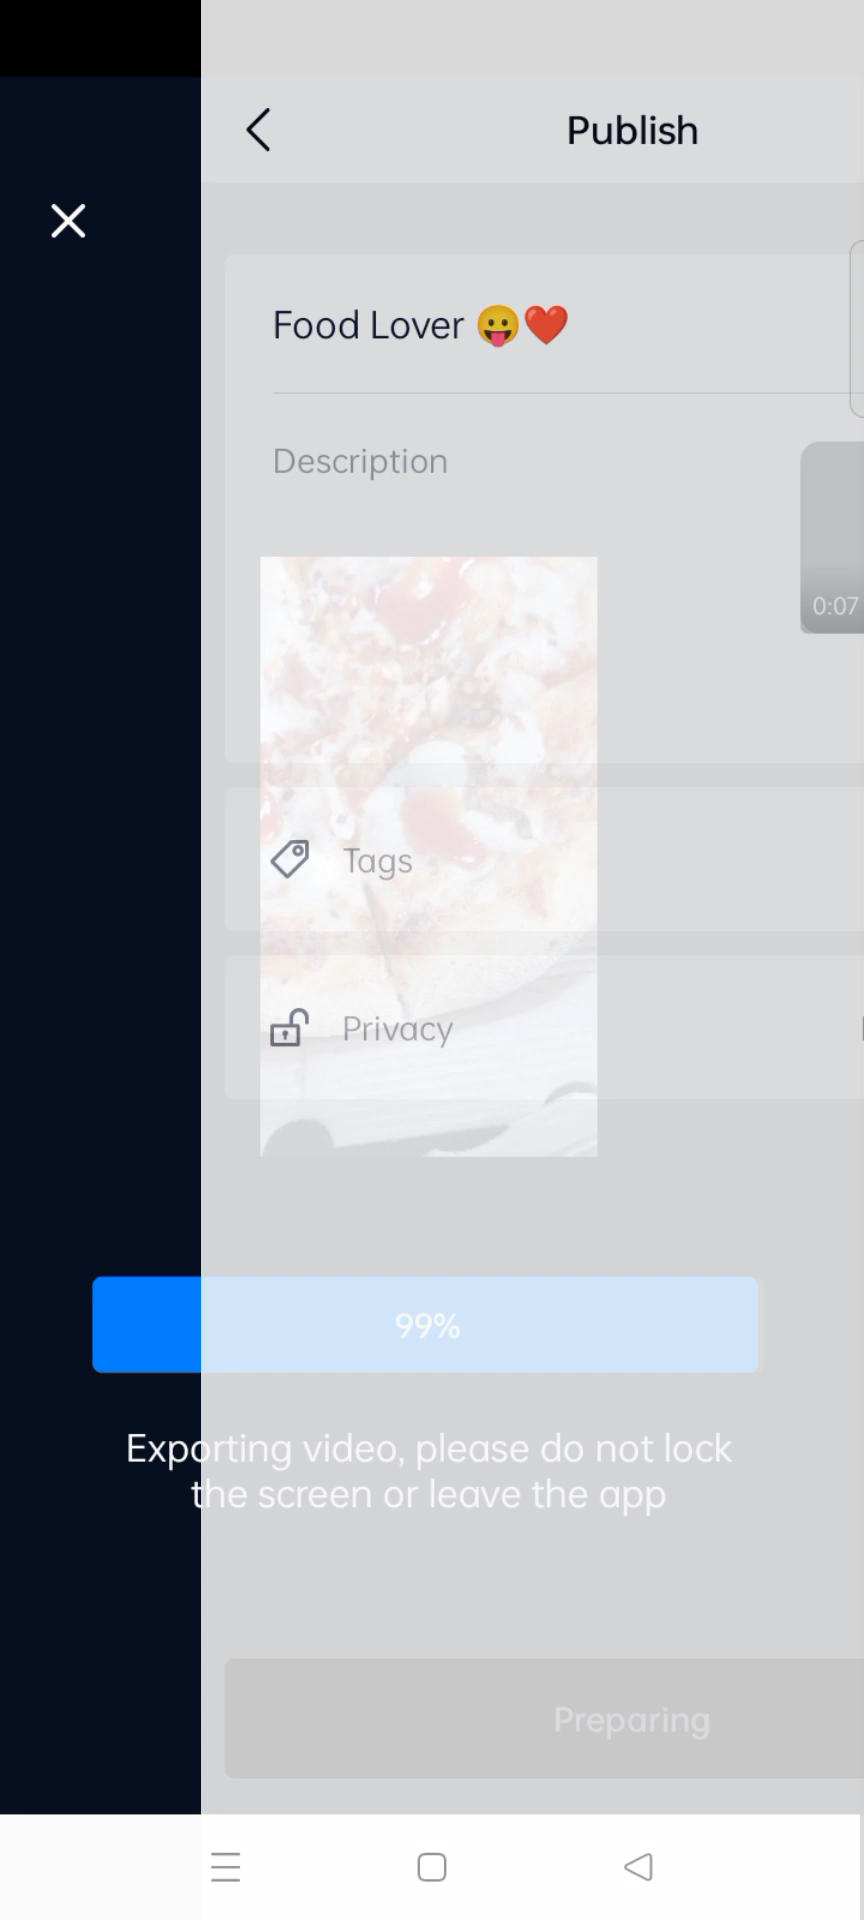 Publish
Food Lover 😛❤️
Description
0:07
Tags
Privacy
99%
Exporting video, please do not lock
the screen or leave the app
Preparing